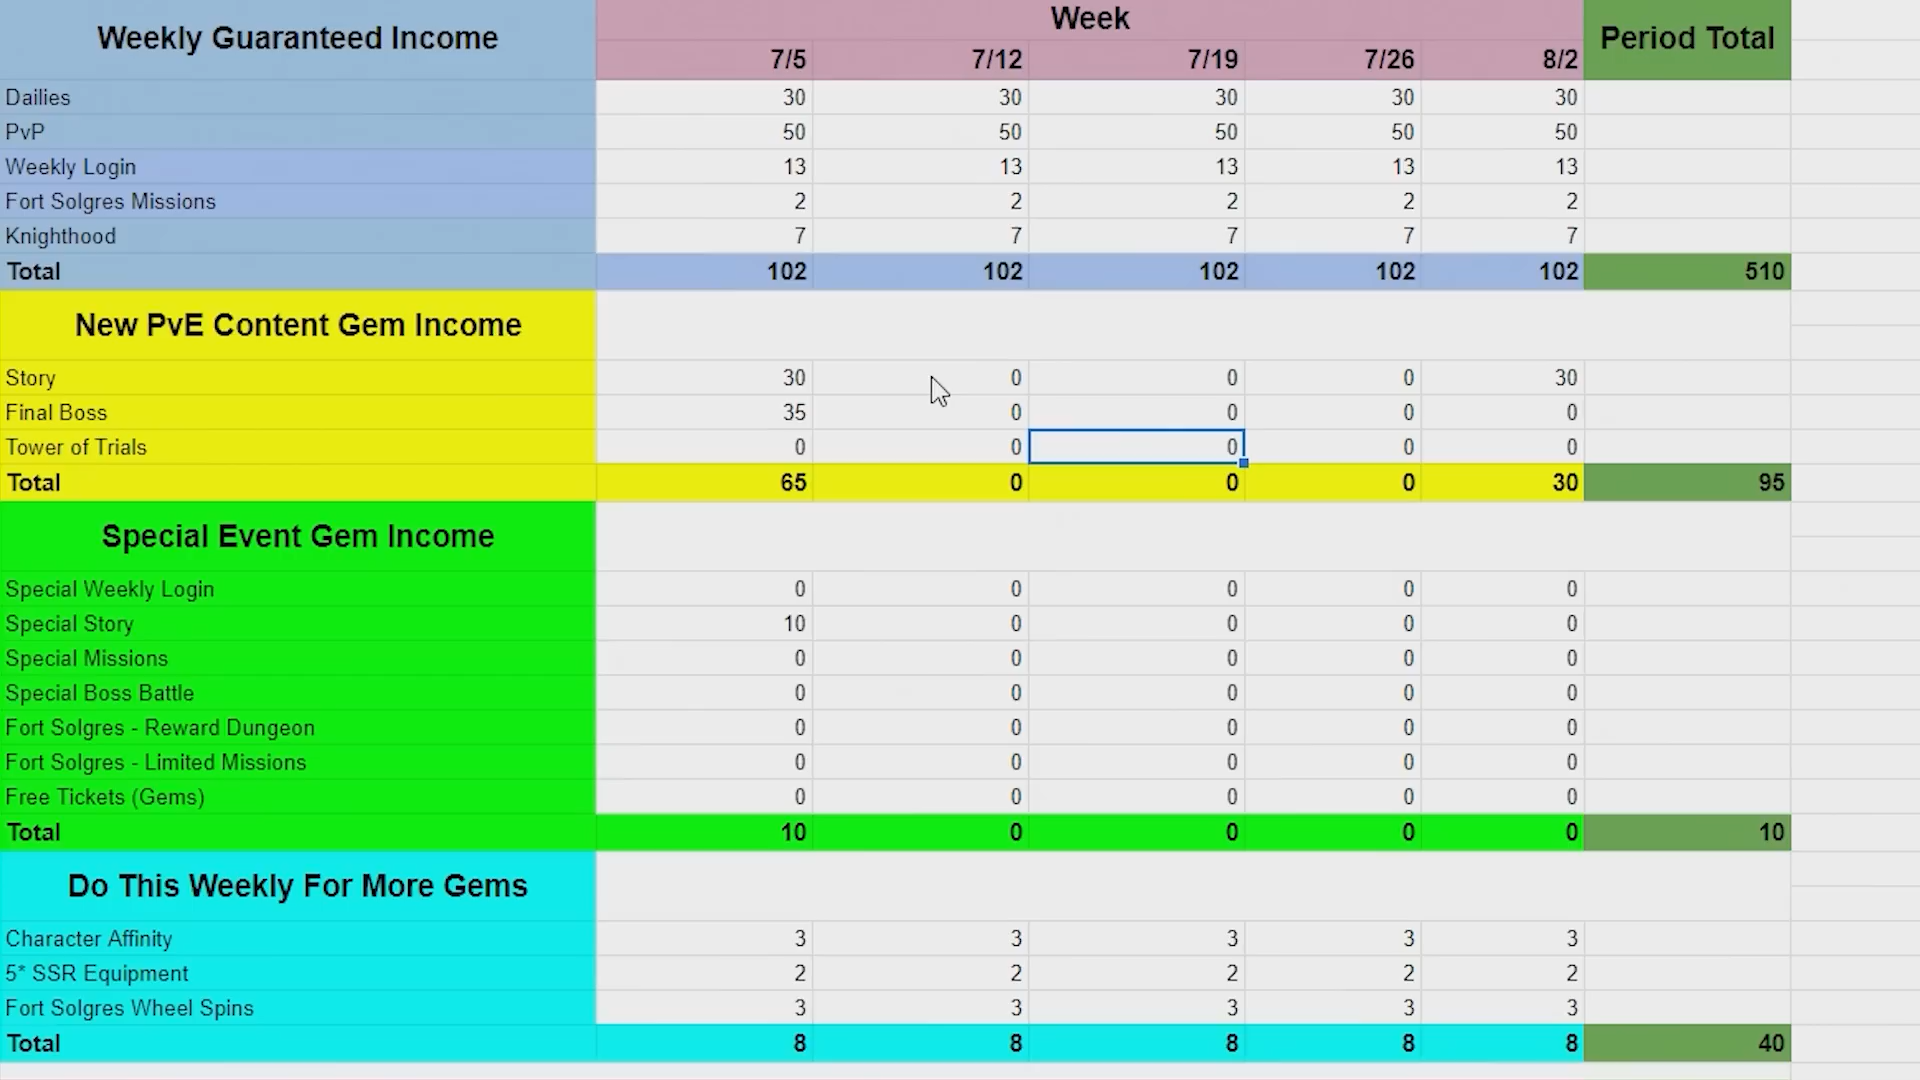 Weekly Guaranteed Income Week Period Total
7/5 7/12 7/19 7/26 8/2
Dailies 30 30 30 30 30
PvP 50 50 50 50 50
Weekly Login 13 13 13 13 13
Fort Solgres Missions 2 2 2 2 2
Knighthood 7 7 7 7 7
Total 102 102 102 102 102 510
New PvE Content Gem Income
Story 30 0 0 0 30
Final Boss 35 0 0 0 0
Tower of Trials 0 0 0 0 0
Total 65 0 0 0 30 95
Special Event Gem Income
Special Weekly Login 0 0 0 0 0
Special Story 10 0 0 0 0
Special Missions 0 0 0 0 0
Special Boss Battle 0 0 0 0 0
Fort Solgres - Reward Dungeon 0 0 0 0 0
Fort Solgres - Limited Missions 0 0 0 0 0
Free Tickets (Gems) 0 0 0 0 0
Total 10 0 0 0 0 10
Do This Weekly For More Gems
Character Affinity 3 3 3 3 3
5* SSR Equipment 2 2 2 2 2
Fort Solgres Wheel Spins 3 3 3 3 3
Total 8 8 8 8 8 40